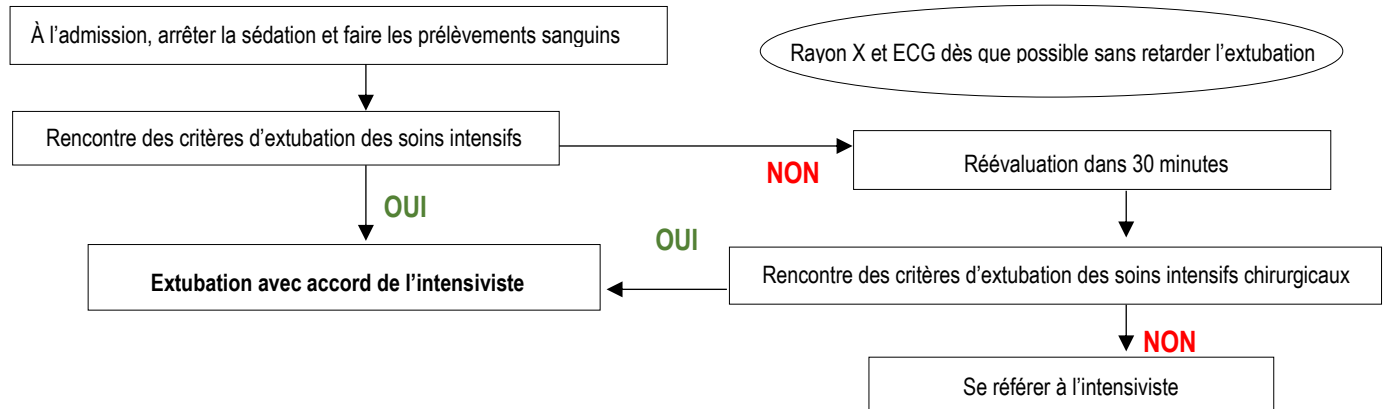 À l’admission, arrêter la sédation et faire les prélèvements sanguins
Rayon X et ECG dès que possible sans retarder l’extubation
Rencontre des critères d’extubation des soins intensifs
NON
Réévaluation dans 30 minutes
OUI
OUI
Extubation avec accord de l’intensiviste
Rencontre des critères d’extubation des soins intensifs chirurgicaux
NON
Se référer à l’intensiviste